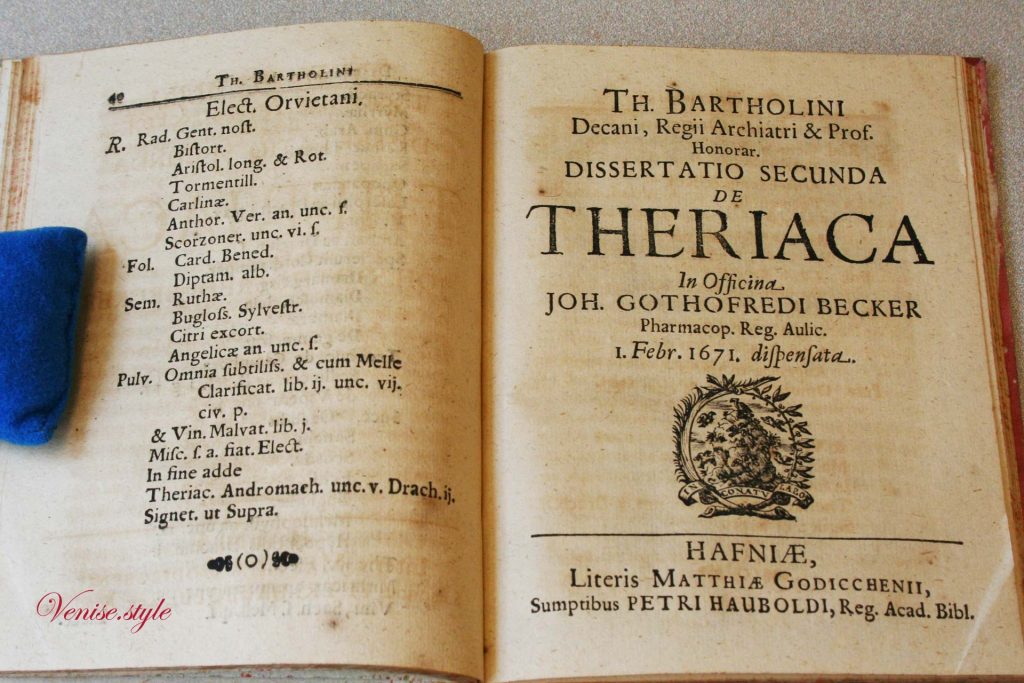 40
TH. BARTHOLINI
Elect. Orvietani.
R. Rad. Gent. noſt.
Biſtort.
Ariſtol. long. & Rot.
Tormentill.
Carlinæ.
Anthor. Ver. an. unc. ſ.
Scorzoner. unc. vi. ſ.
Fol. Card. Bened.
Diptam. alb.
Sem. Ruthæ.
Bugloſſ. Sylveſtr.
Citri excort.
Angelicæ an. unc. ſ.
Pulv. Omnia ſubtiliſſ. & cum Melle
Clarificat. lib. ij. unc. vij.
civ. p.
& Vin. Malvat. lib. j.
Miſc. ſ. a. fiat. Elect.
In fine adde
Theriac. Andromach. unc. v. Drach. ij.
Signet. ut Supra.
(O)
Venise.style
TH. BARTHOLINI
Decani, Regii Archiatri & Prof.
Honorar.
DISSERTATIO SECUNDA
DE
THERIACA
In Officina
JOH. GOTHOFREDI BECKER
Pharmacop. Reg. Aulic.
1. Febr. 1671. diſpenſata.
CONATU
HAFNIÆ,
Literis MATTHIÆ GODICCHENII,
Sumptibus PETRI HAUBOLDI, Reg. Acad. Bibl.